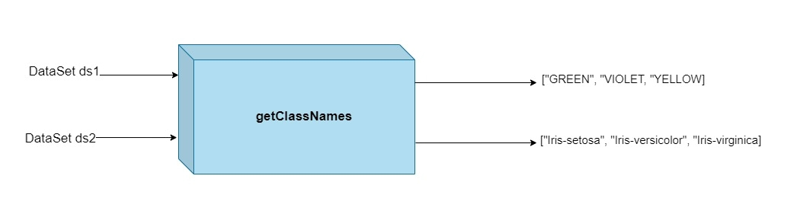 DataSet ds1
["GREEN", "VIOLET, "YELLOW]
getClassNames
DataSet ds2
["Iris-setosa", "Iris-versicolor", "Iris-virginica]